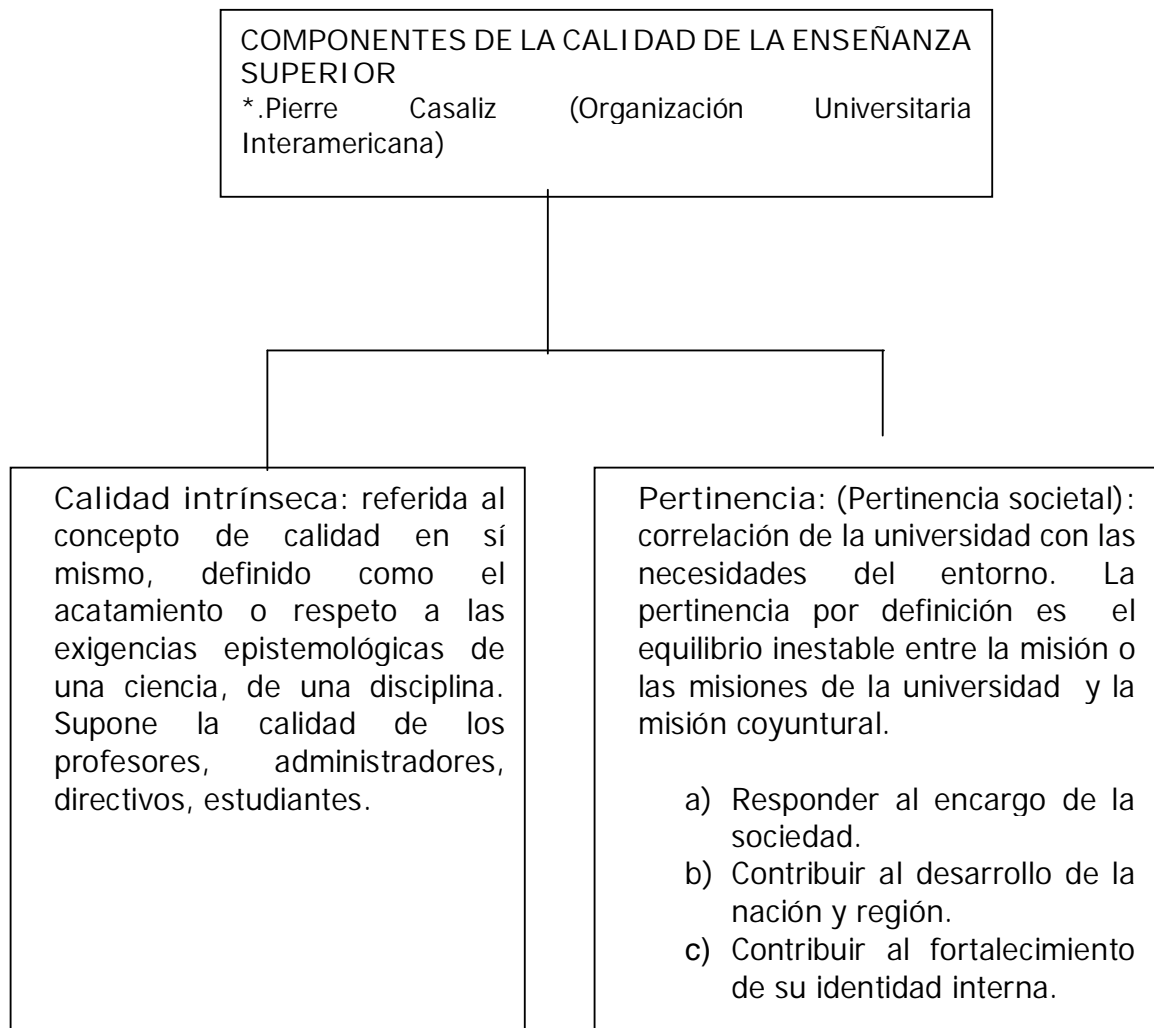 COMPONENTES DE LA CALIDAD DE LA ENSEÑANZA
SUPERIOR
*.Pierre Casaliz (Organización Universitaria
Interamericana)
Calidad intrínseca: referida al
concepto de calidad en sí
mismo, definido como el
acatamiento o respeto a las
exigencias epistemológicas de
una ciencia, de una disciplina.
Supone la calidad de los
profesores, administradores,
directivos, estudiantes.
Pertinencia: (Pertinencia societal):
correlación de la universidad con las
necesidades del entorno. La
pertinencia por definición es el
equilibrio inestable entre la misión o
las misiones de la universidad y la
misión coyuntural.
a) Responder al encargo de la
sociedad.
b) Contribuir al desarrollo de la
nación y región.
c) Contribuir al fortalecimiento
de su identidad interna.